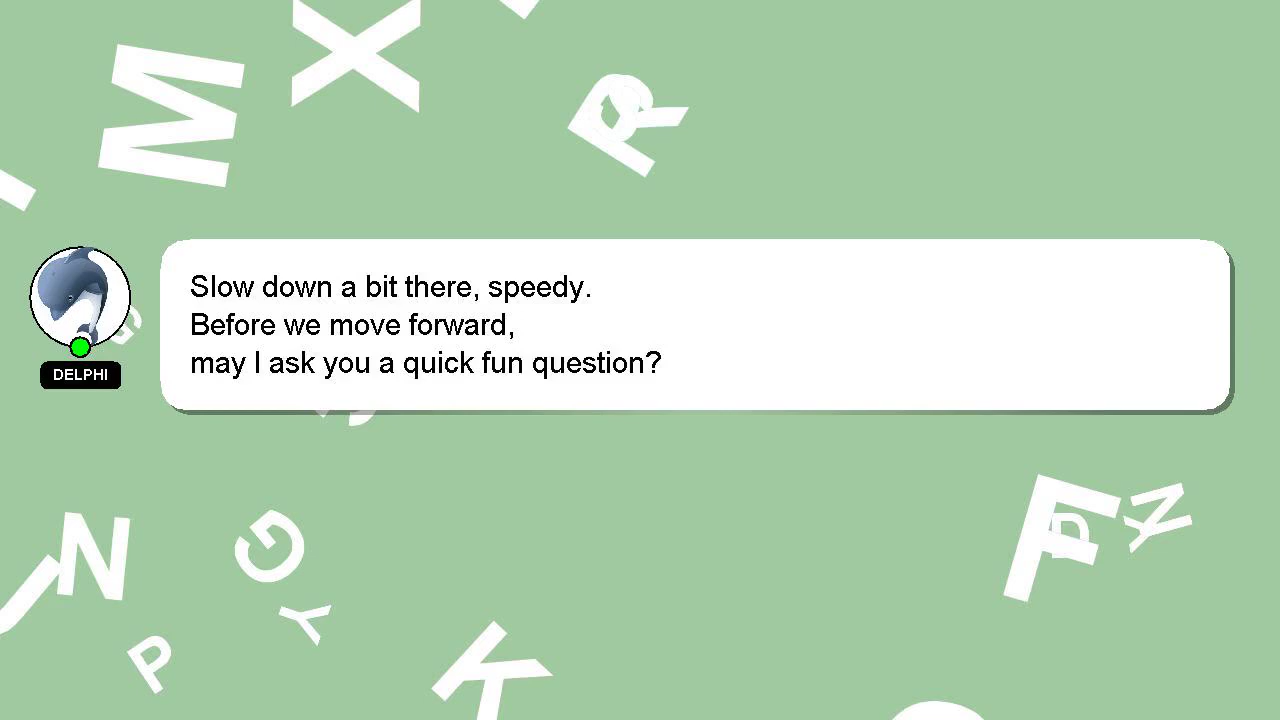 M
X
R
Slow down a bit there, speedy.
Before we move forward,
may I ask you a quick fun question?
DELPHI
G
F
D
N
G
Y
P
K